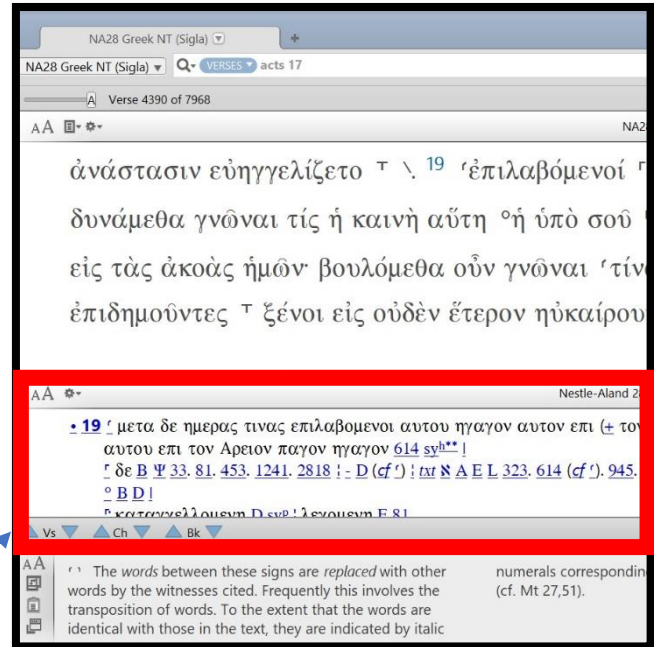 NA28 Greek NT (Sigla)
+
NA28 Greek NT (Sigla) VERSES acts 17
A Verse 4390 of 7968
AA NA2
ἀνάστασιν εὐηγγελίζετο ⸆ ⸌. 19 ⸂ἐπιλαβόμενοί ⸀
δυνάμεθα γνῶναι τίς ἡ καινὴ αὕτη °ἡ ὑπὸ σοῦ
εἰς τὰς ἀκοὰς ἡμῶν· βουλόμεθα οὖν γνῶναι ⸂τίν
ἐπιδημοῦντες ⸆ ξένοι εἰς οὐδὲν ἕτερον ηὐκαίρου
AA Nestle-Aland 2
• 19 ⸂ μετα δε ημερας τινας επιλαβομενοι αυτου ηγαγον αυτον επι (+ τον
αυτου επι τον Αρειον παγον ηγαγον 614 syh** |
⸀ δε B Ψ 33. 81. 453. 1241. 2818 ¦ - D (cf ⸂) ¦ txt ℵ A E L 323. 614 (cf ⸂). 945.
° B D |
⸀ καταγγελλομενη D syp ¦ λεγομενη E 81
Vs Ch Bk
AA
⸂ ⸃ The words between these signs are replaced with other
words by the witnesses cited. Frequently this involves the
transposition of words. To the extent that the words are
identical with those in the text, they are indicated by italic
numerals correspondin
(cf. Mt 27,51).